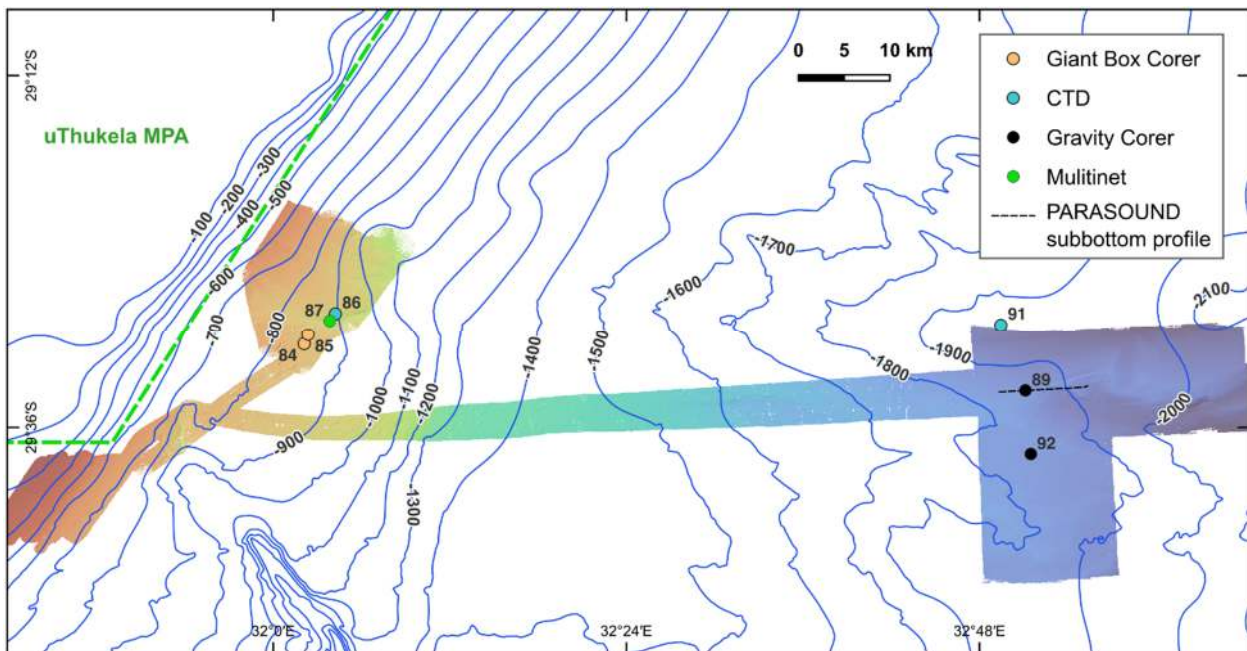 0 5 10 km
Giant Box Corer
CTD
Gravity Corer
Mulitinet
PARASOUND
subbottom profile
29°12'S
uThukela MPA
-100
-200
-300
-400
-500
-600
-700
-800
-900
-1000
-1100
-1200
-1300
-1400
-1500
-1600
-1700
-1800
-1900
-2000
-2100
87
86
84
85
91
89
92
29°36'S
32°0'E
32°24'E
32°48'E